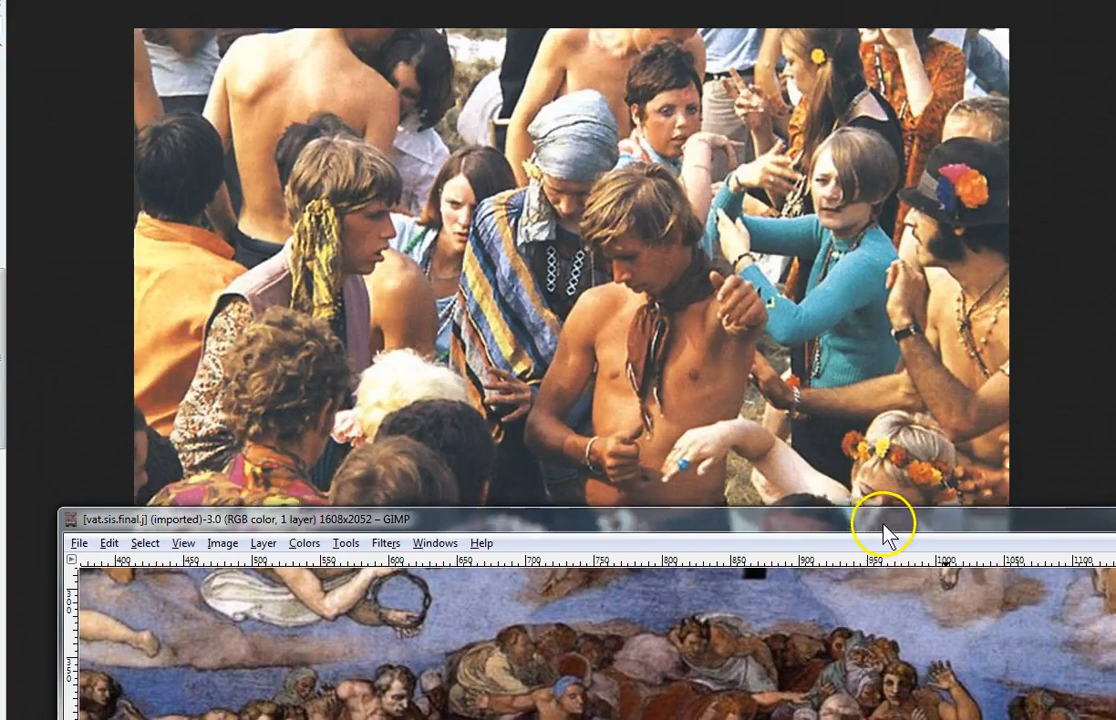 [vat.sis.final.j] (imported)-3.0 (RGB color, 1 layer) 1608x2052 – GIMP
File Edit Select View Image Layer Colors Tools Filters Windows Help
400 450 500 550 600 650 700 750 800 850 900 950 1000 1050 1100
350